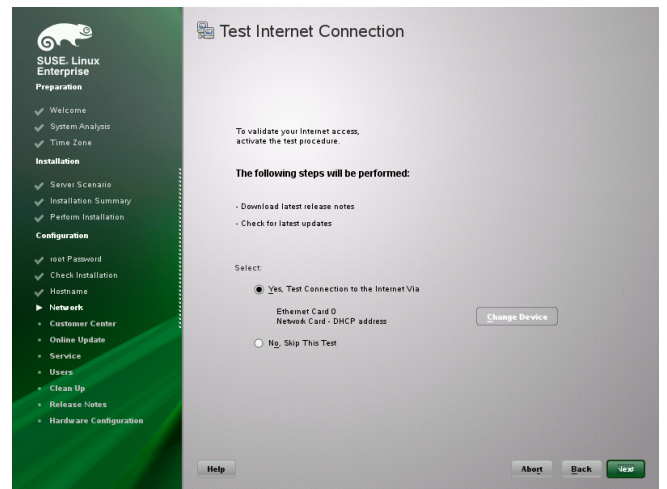 SUSE. Linux
Enterprise
Preparation
Welcome
System Analysis
Time Zone
Installation
Server Scenario
Installation Summary
Perform Installation
Configuration
root Password
Check Installation
Hostname
Network
Customer Center
Online Update
Service
Users
Clean Up
Release Notes
Hardware Configuration
Test Internet Connection
To validate your Internet access,
activate the test procedure.
The following steps will be performed:
- Download latest release notes
- Check for latest updates
Select:
Yes, Test Connection to the Internet Via
Ethernet Card 0
Network Card - DHCP address
Change Device
No, Skip This Test
Help
Abort
Back
Next